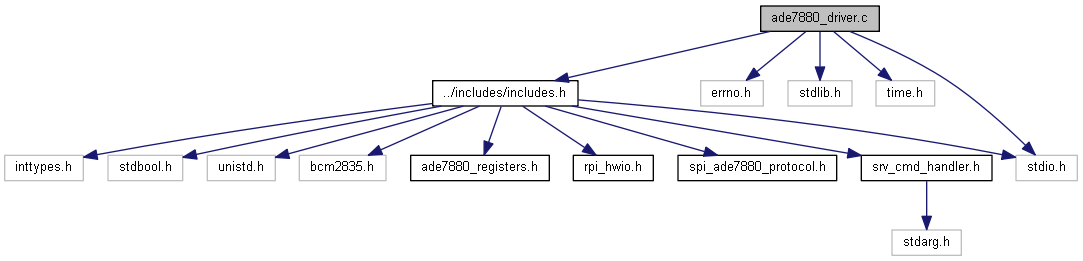 ade7880_driver.c
../includes/includes.h
errno.h
stdlib.h
time.h
inttypes.h
stdbool.h
unistd.h
bcm2835.h
ade7880_registers.h
rpi_hwio.h
spi_ade7880_protocol.h
srv_cmd_handler.h
stdio.h
stdarg.h